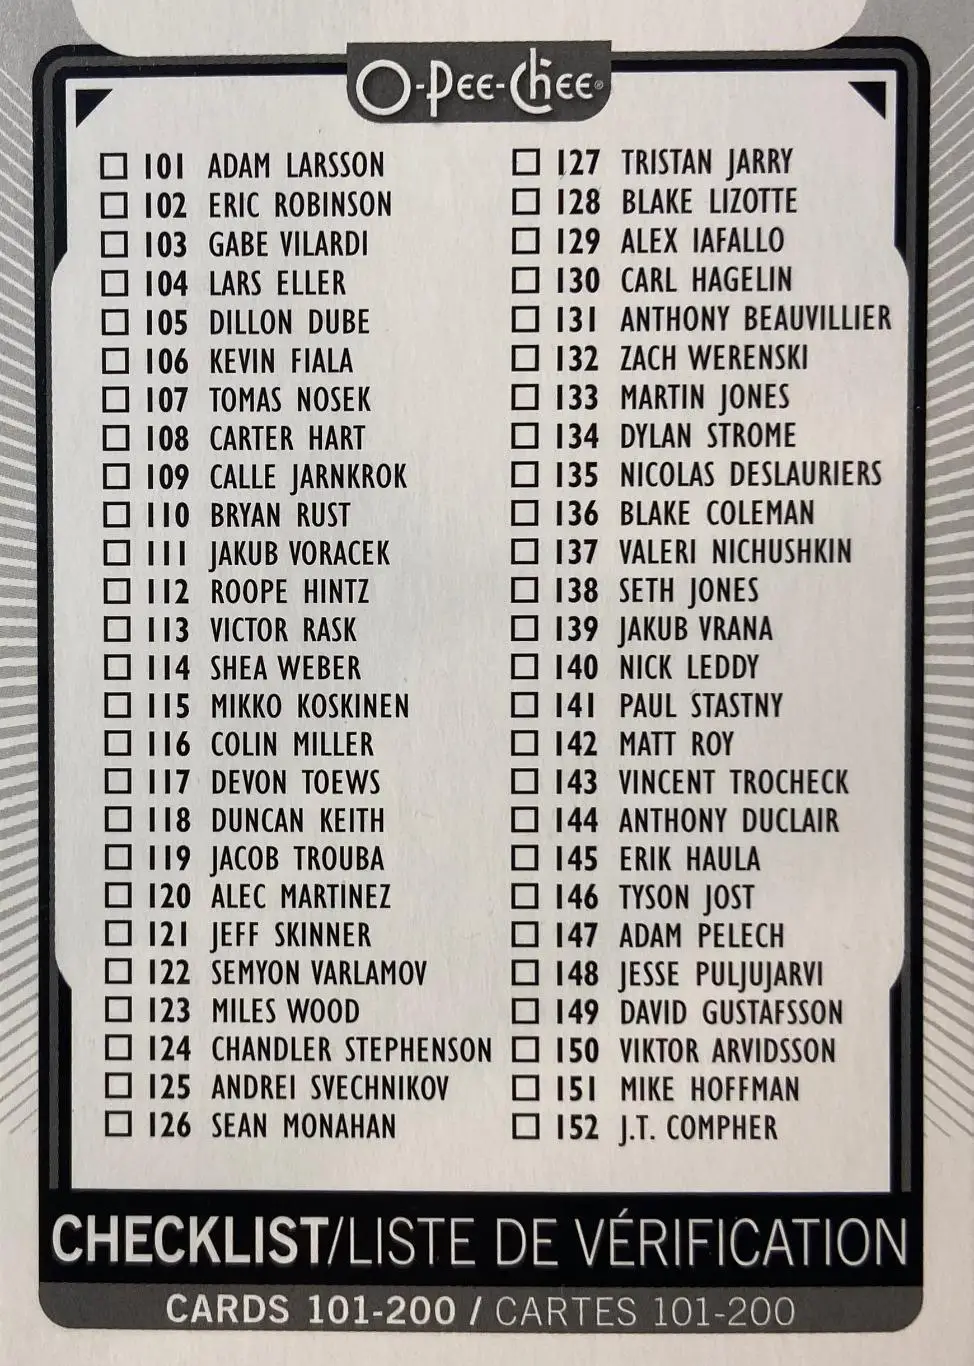 O-Pee-Chee®
101 ADAM LARSSON
102 ERIC ROBINSON
103 GABE VILARDI
104 LARS ELLER
105 DILLON DUBE
106 KEVIN FIALA
107 TOMAS NOSEK
108 CARTER HART
109 CALLE JARNKROK
110 BRYAN RUST
111 JAKUB VORACEK
112 ROOPE HINTZ
113 VICTOR RASK
114 SHEA WEBER
115 MIKKO KOSKINEN
116 COLIN MILLER
117 DEVON TOEWS
118 DUNCAN KEITH
119 JACOB TROUBA
120 ALEC MARTINEZ
121 JEFF SKINNER
122 SEMYON VARLAMOV
123 MILES WOOD
124 CHANDLER STEPHENSON
125 ANDREI SVECHNIKOV
126 SEAN MONAHAN
127 TRISTAN JARRY
128 BLAKE LIZOTTE
129 ALEX IAFALLO
130 CARL HAGELIN
131 ANTHONY BEAUVILLIER
132 ZACH WERENSKI
133 MARTIN JONES
134 DYLAN STROME
135 NICOLAS DESLAURIERS
136 BLAKE COLEMAN
137 VALERI NICHUSHKIN
138 SETH JONES
139 JAKUB VRANA
140 NICK LEDDY
141 PAUL STASTNY
142 MATT ROY
143 VINCENT TROCHECK
144 ANTHONY DUCLAIR
145 ERIK HAULA
146 TYSON JOST
147 ADAM PELECH
148 JESSE PULJUJARVI
149 DAVID GUSTAFSSON
150 VIKTOR ARVIDSSON
151 MIKE HOFFMAN
152 J.T. COMPHER
CHECKLIST/LISTE DE VÉRIFICATION
CARDS 101-200 / CARTES 101-200